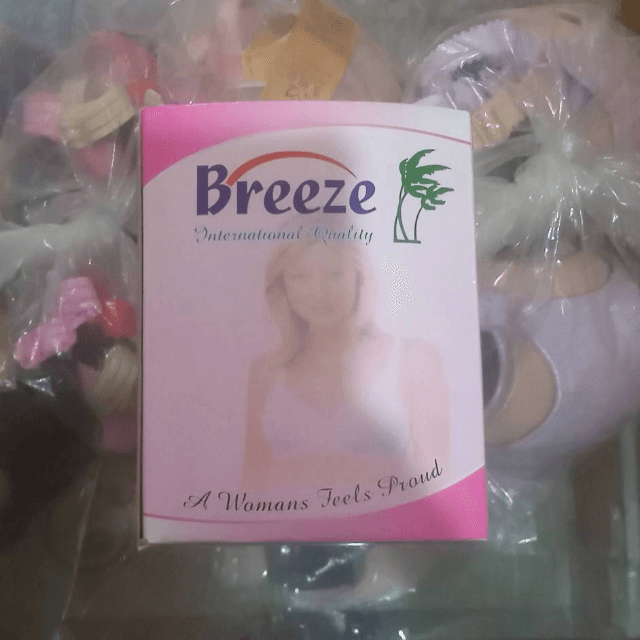 Breeze
International Quality
A Womans Feels Proud